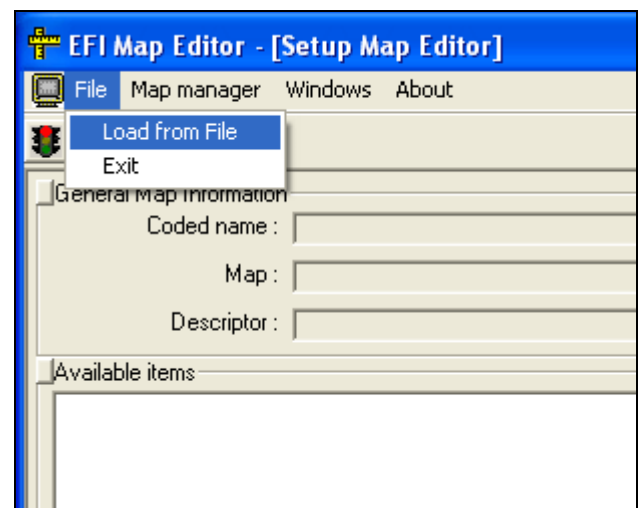 EFI Map Editor - [Setup Map Editor]
File Map manager Windows About
Load from File
Exit
General Map Information
Coded name :
Map :
Descriptor :
Available items